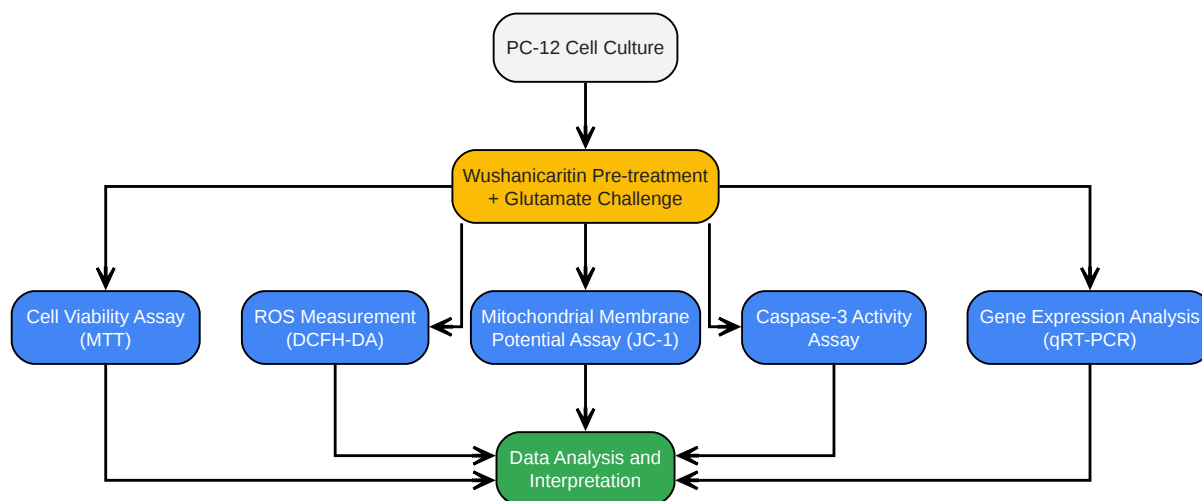 PC-12 Cell Culture
Wushanicaritin Pre-treatment
+ Glutamate Challenge
Cell Viability Assay
(MTT)
ROS Measurement
(DCFH-DA)
Mitochondrial Membrane
Potential Assay (JC-1)
Caspase-3 Activity
Assay
Gene Expression Analysis
(qRT-PCR)
Data Analysis and
Interpretation